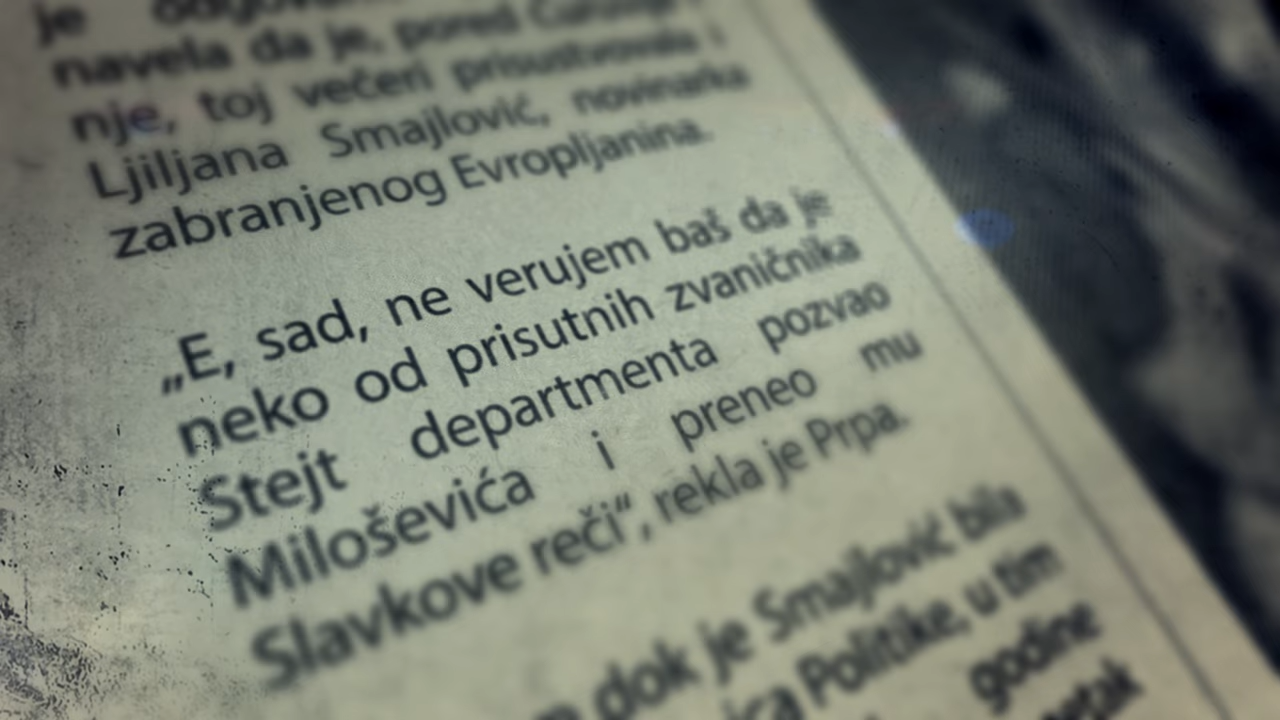 je
navela da je, pored
nje, toj večeri prisustvovala i
Ljiljana Smajlović, novinarka
zabranjenog Evropljanina.
„E, sad, ne verujem baš da je
neko od prisutnih zvaničnika
Stejt departmenta pozvao
Miloševića i preneo mu
Slavkove reči“, rekla je Prpa.
dok je Smajlović bila
Politike, u tim
godine